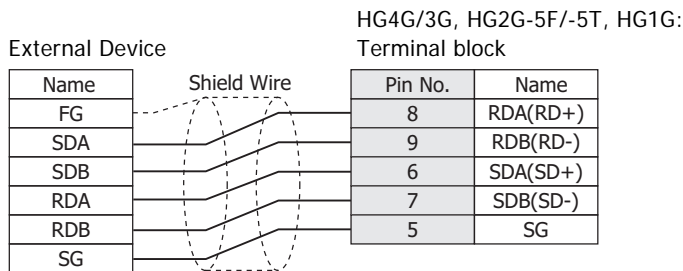 HG4G/3G, HG2G-5F/-5T, HG1G:
External Device
Terminal block
Name
Shield Wire
Pin No.
Name
FG
8
RDA(RD+)
SDA
9
RDB(RD-)
SDB
6
SDA(SD+)
RDA
7
SDB(SD-)
RDB
5
SG
SG